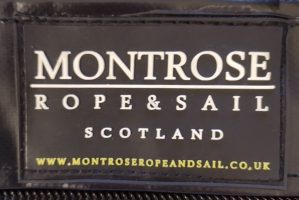 MONTROSE
ROPE & SAIL
SCOTLAND
WWW.MONTROSEROPEANDSAIL.CO.UK